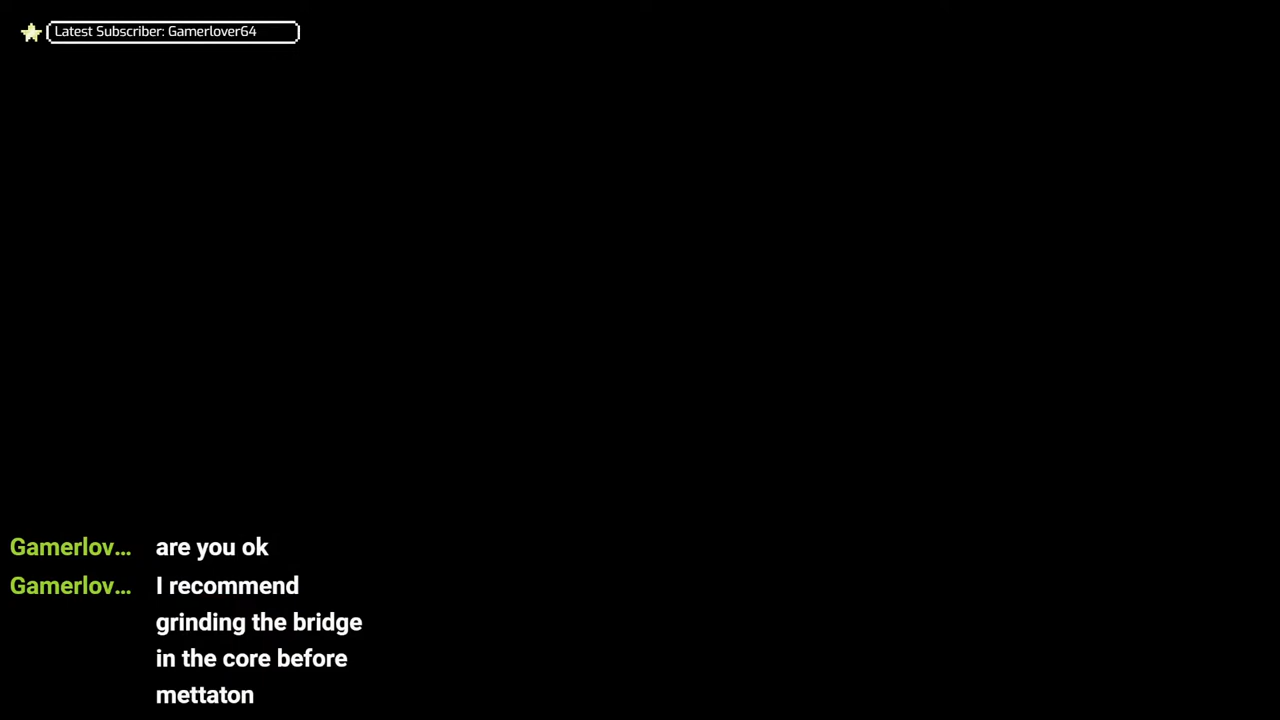 Latest Subscriber: Gamerlover64
Gamerlov... are you ok
Gamerlov... I recommend
grinding the bridge
in the core before
mettaton